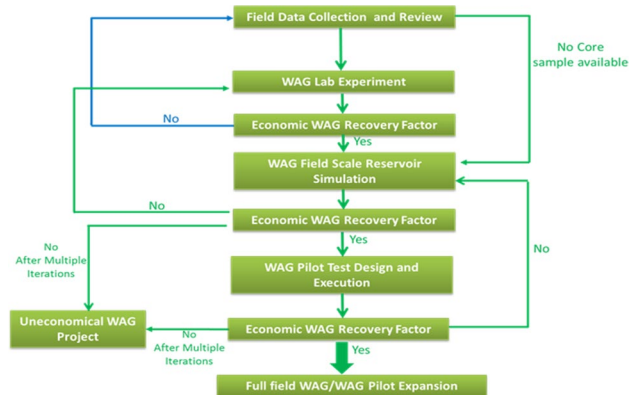 Field Data Collection and Review
No Core
sample available
WAG Lab Experiment
No
Economic WAG Recovery Factor
Yes
WAG Field Scale Reservoir
Simulation
No
Economic WAG Recovery Factor
Yes
No
After Multiple
Iterations
No
WAG Pilot Test Design and
Execution
Uneconomical WAG
Project
No
After Multiple
Iterations
Economic WAG Recovery Factor
Yes
Full field WAG/WAG Pilot Expansion